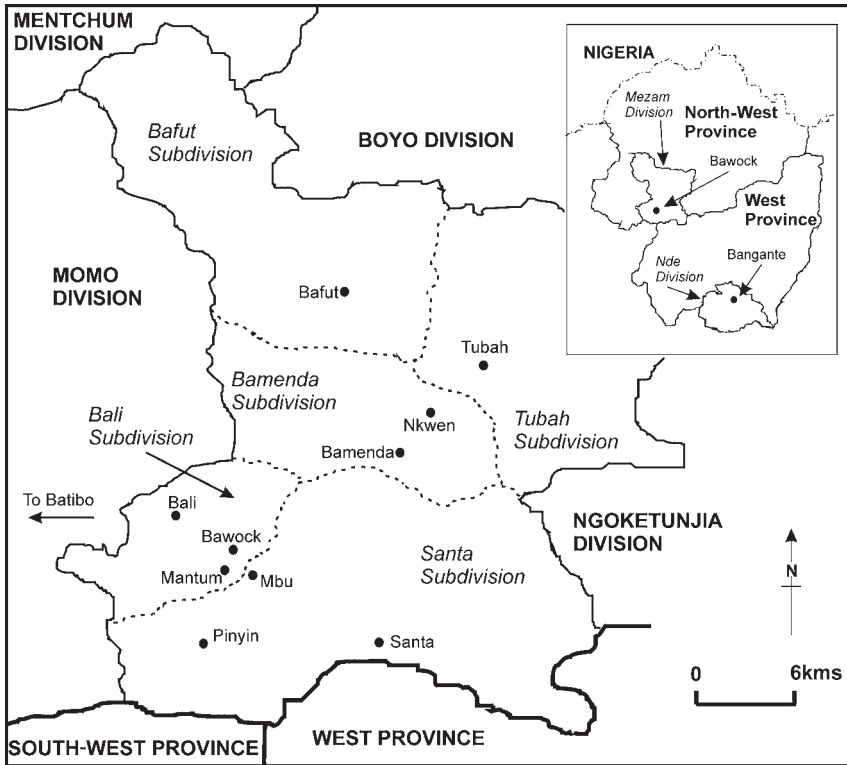 MENTCHUM
DIVISION
Bafut
Subdivision
BOYO DIVISION
NIGERIA
Mezam
Division
North-West
Province
Bawock
West
Province
Nde
Division
Bangante
MOMO
DIVISION
Bafut
Tubah
Bamenda
Subdivision
Nkwen
Tubah
Subdivision
Bali
Subdivision
Bamenda
To Batibo
Bali
NGOKETUNJIA
DIVISION
Bawock
Santa
Subdivision
Mantum
Mbu
N
Pinyin
Santa
0
6kms
SOUTH-WEST PROVINCE
WEST PROVINCE